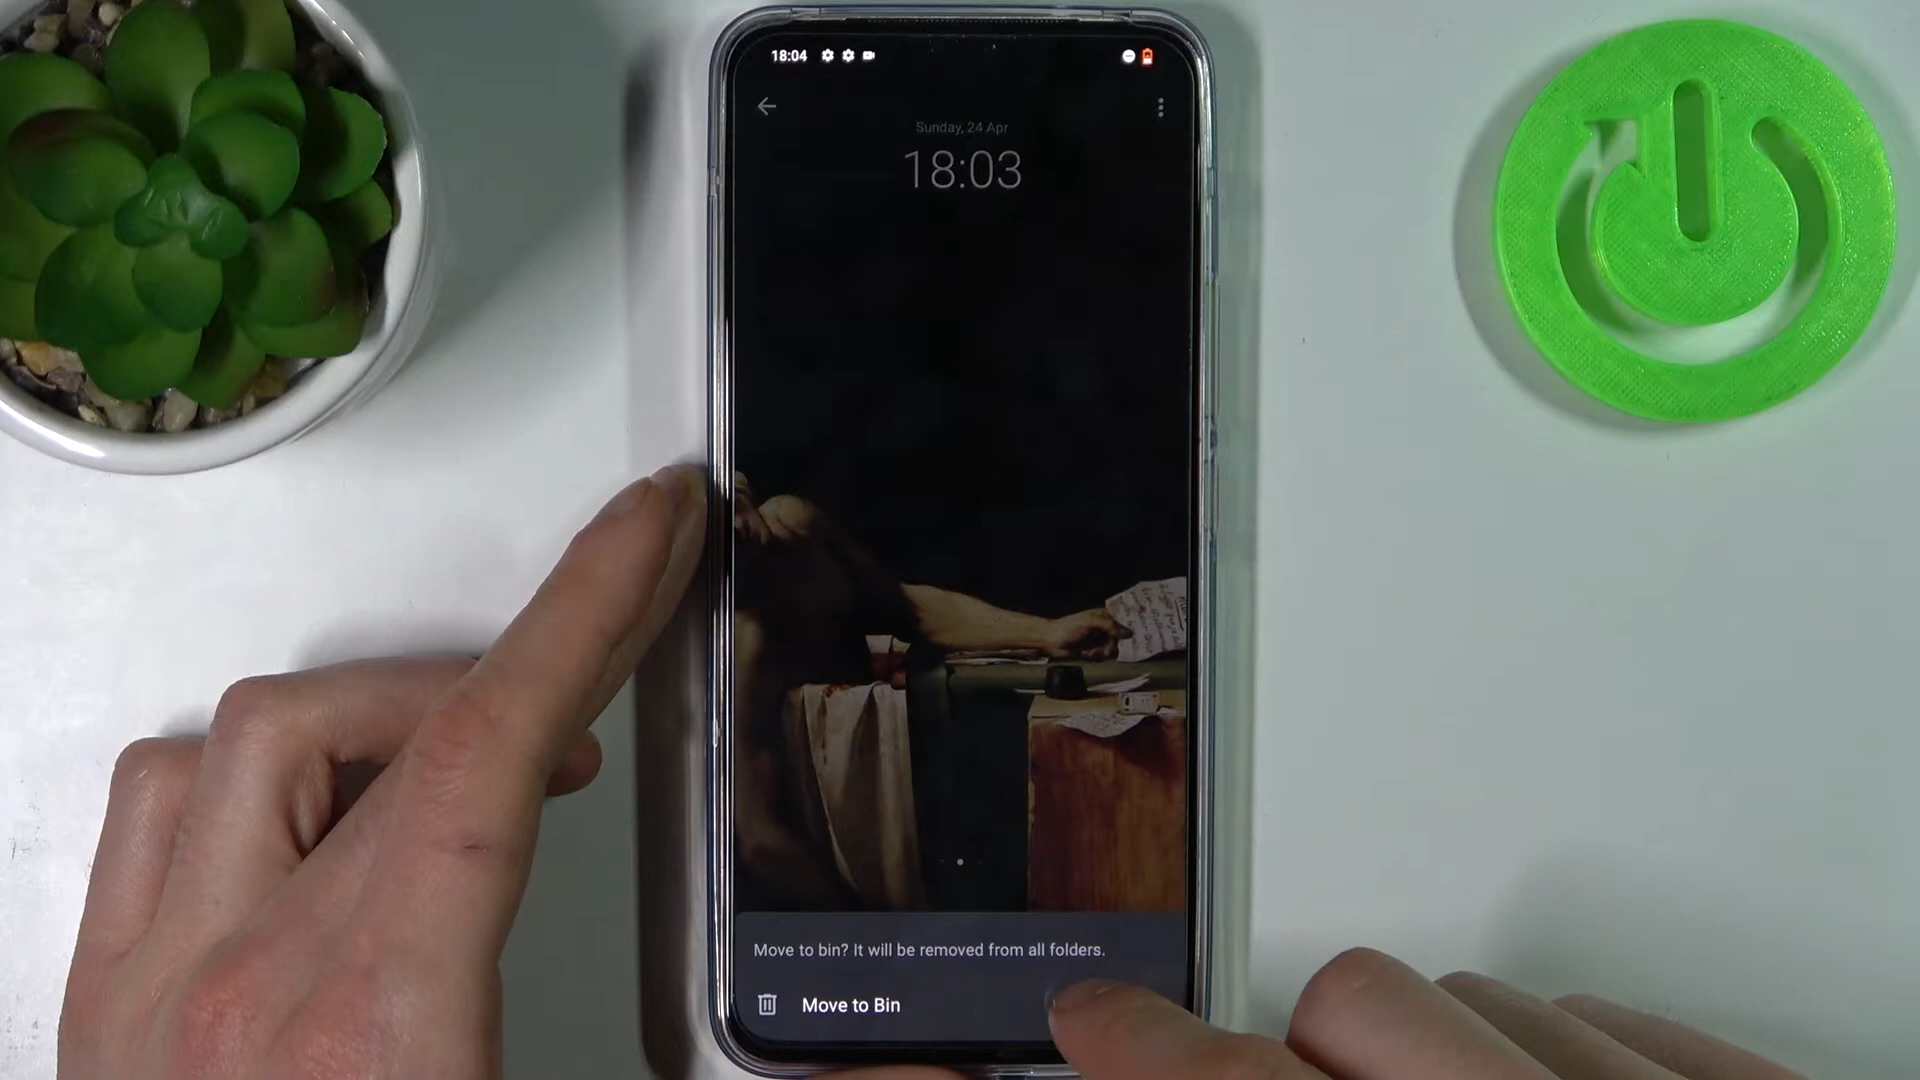 18:04
Sunday, 24 Apr
18:03
Move to bin? It will be removed from all folders.
Move to Bin